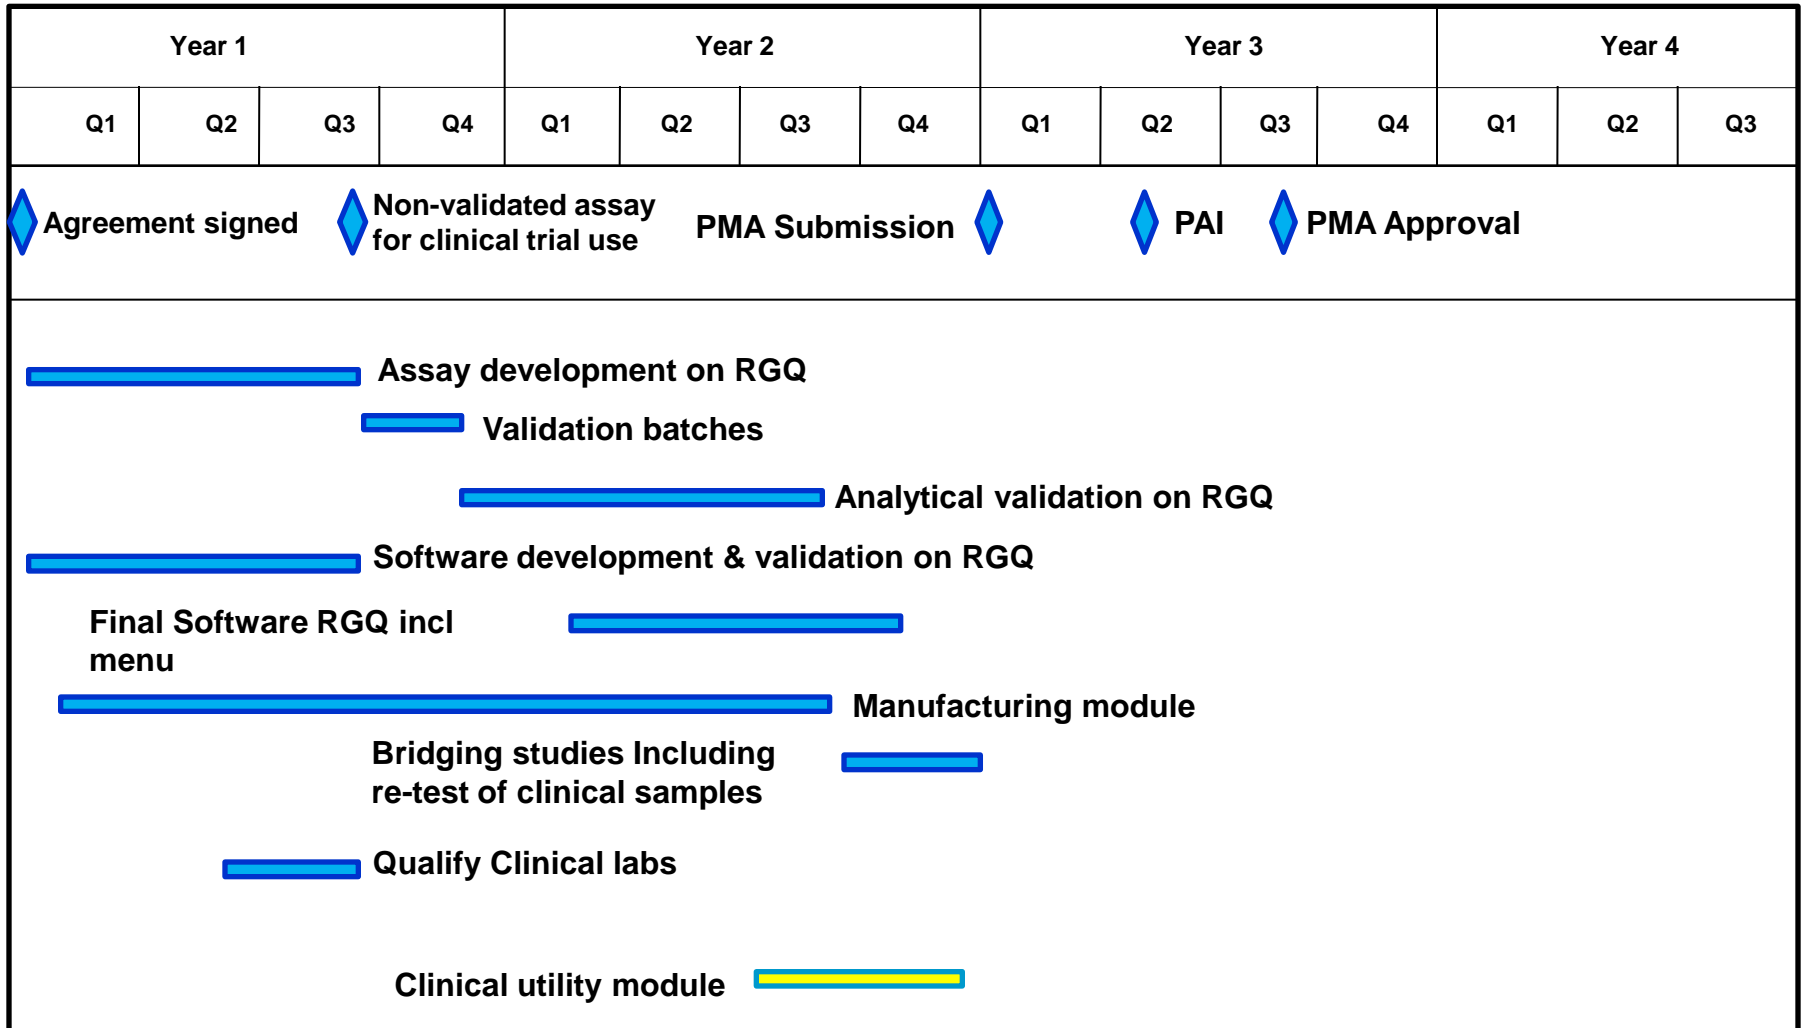 Year 1 Year 2 Year 3 Year 4
Q1 Q2 Q3 Q4 Q1 Q2 Q3 Q4 Q1 Q2 Q3 Q4 Q1 Q2 Q3
Agreement signed
Non-validated assay
for clinical trial use
PMA Submission
PAI
PMA Approval
Assay development on RGQ
Validation batches
Analytical validation on RGQ
Software development & validation on RGQ
Final Software RGQ incl
menu
Manufacturing module
Bridging studies Including
re-test of clinical samples
Qualify Clinical labs
Clinical utility module